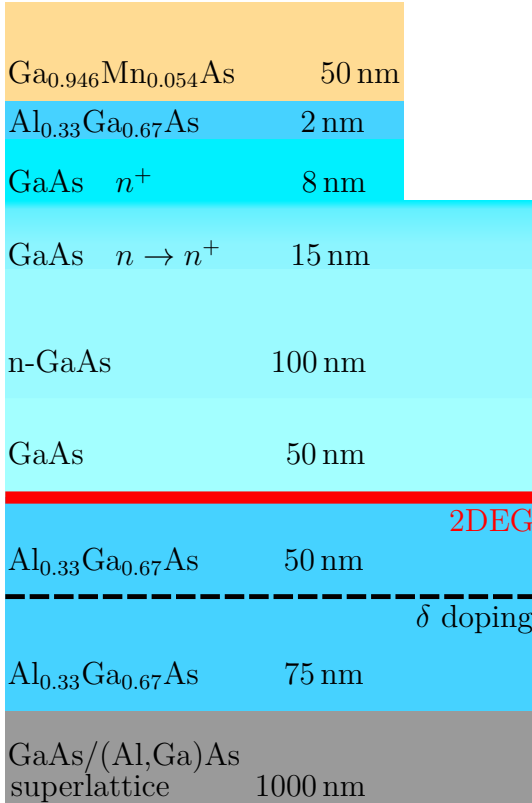 Ga₀.₉₄₆Mn₀.₀₅₄As 50 nm
Al₀.₃₃Ga₀.₆₇As 2 nm
GaAs n⁺ 8 nm
GaAs n → n⁺ 15 nm
n-GaAs 100 nm
GaAs 50 nm
2DEG
Al₀.₃₃Ga₀.₆₇As 50 nm
δ doping
Al₀.₃₃Ga₀.₆₇As 75 nm
GaAs/(Al,Ga)As
superlattice 1000 nm